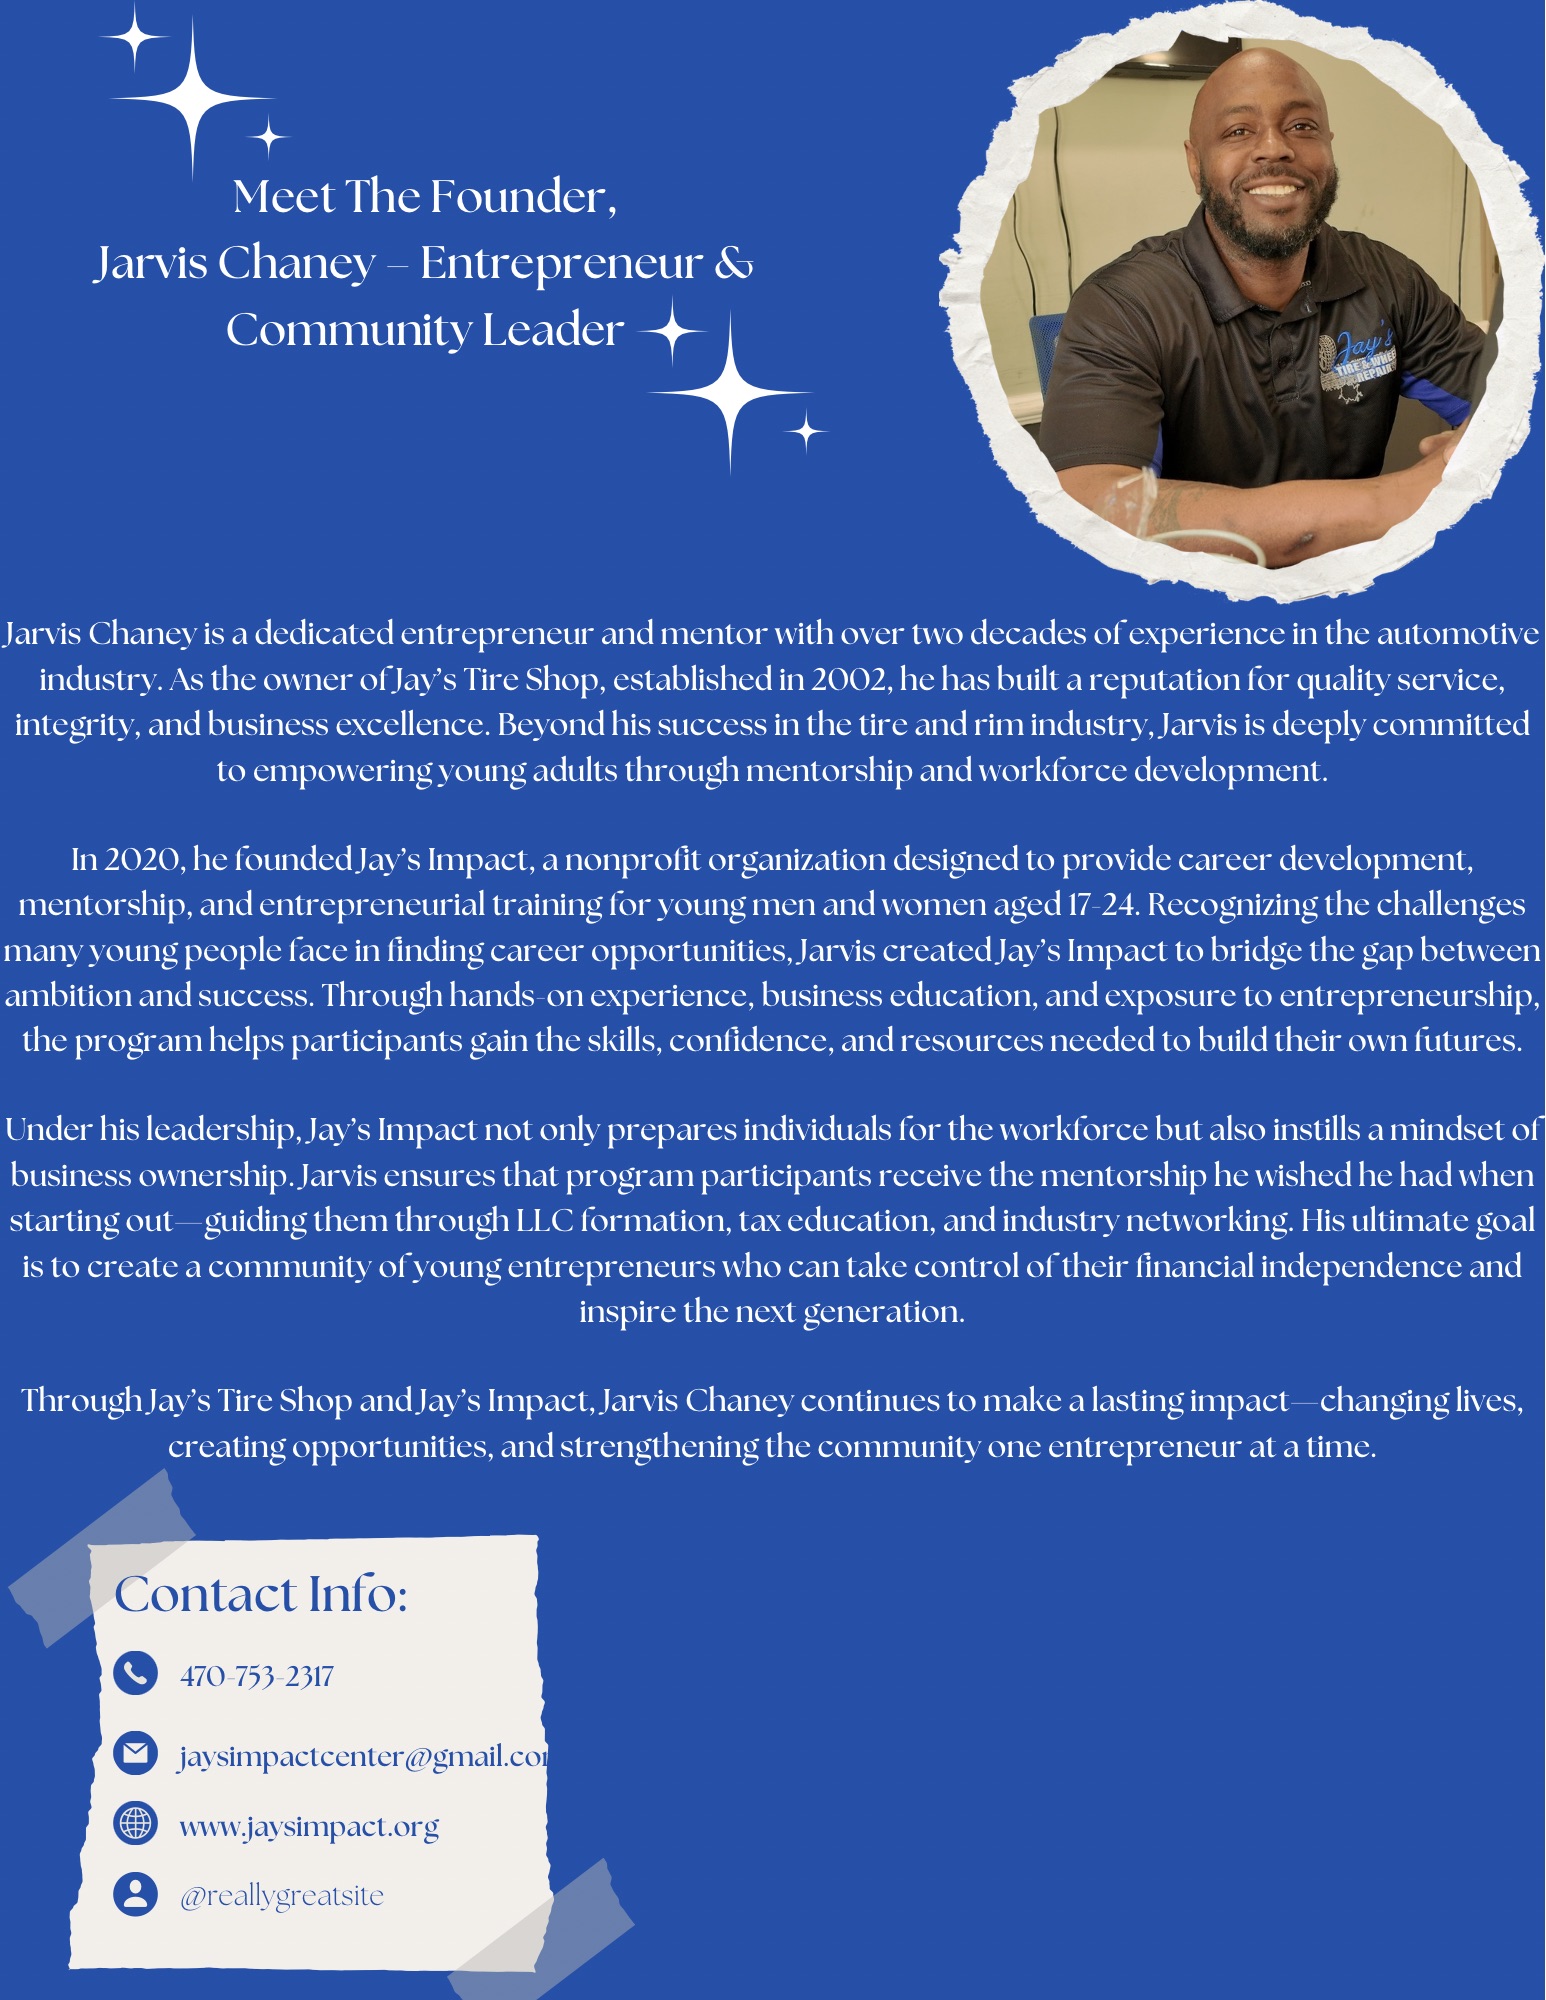 Meet The Founder,
Jarvis Chaney – Entrepreneur &
Community Leader
Jay's
TIRE & WHE
REPAIR
Jarvis Chaney is a dedicated entrepreneur and mentor with over two decades of experience in the automotive
industry. As the owner of Jay’s Tire Shop, established in 2002, he has built a reputation for quality service,
integrity, and business excellence. Beyond his success in the tire and rim industry, Jarvis is deeply committed
to empowering young adults through mentorship and workforce development.
In 2020, he founded Jay’s Impact, a nonprofit organization designed to provide career development,
mentorship, and entrepreneurial training for young men and women aged 17-24. Recognizing the challenges
many young people face in finding career opportunities, Jarvis created Jay’s Impact to bridge the gap between
ambition and success. Through hands-on experience, business education, and exposure to entrepreneurship,
the program helps participants gain the skills, confidence, and resources needed to build their own futures.
Under his leadership, Jay’s Impact not only prepares individuals for the workforce but also instills a mindset of
business ownership. Jarvis ensures that program participants receive the mentorship he wished he had when
starting out—guiding them through LLC formation, tax education, and industry networking. His ultimate goal
is to create a community of young entrepreneurs who can take control of their financial independence and
inspire the next generation.
Through Jay’s Tire Shop and Jay’s Impact, Jarvis Chaney continues to make a lasting impact—changing lives,
creating opportunities, and strengthening the community one entrepreneur at a time.
Contact Info:
470-753-2317
jaysimpactcenter@gmail.com
www.jaysimpact.org
@reallygreatsite